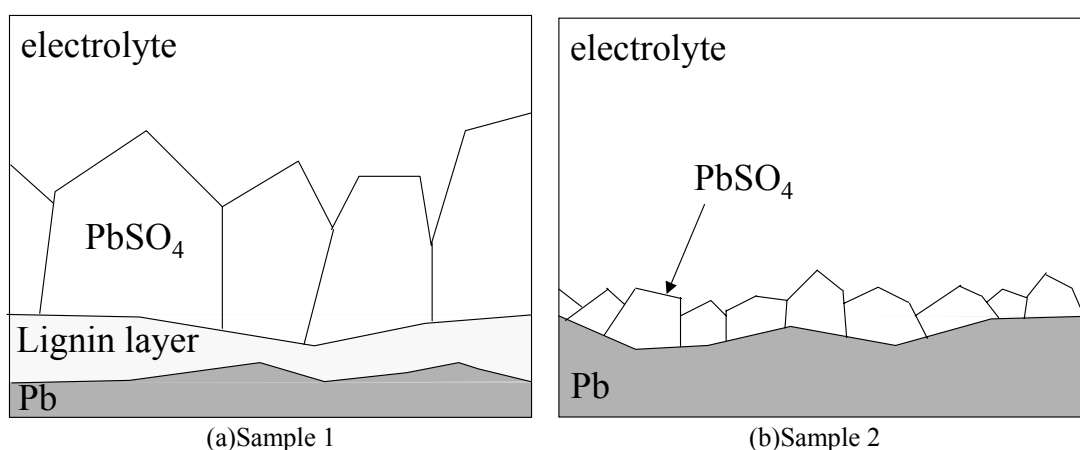 electrolyte
PbSO₄
Lignin layer
Pb
(a)Sample 1
electrolyte
PbSO₄
Pb
(b)Sample 2